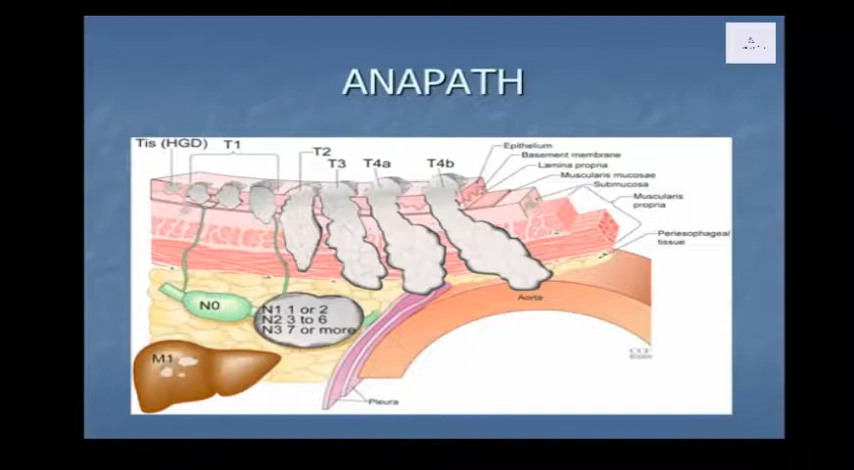 ANAPATH
Tis (HGD)
T1
T2
T3
T4a
T4b
Epithelium
Basement membrane
Lamina propria
Muscularis mucosae
Submucosa
Muscularis
propria
Periesophageal
tissue
N0
N1 1 or 2
N2 3 to 6
N3 7 or more
Aorta
M1
Pleura